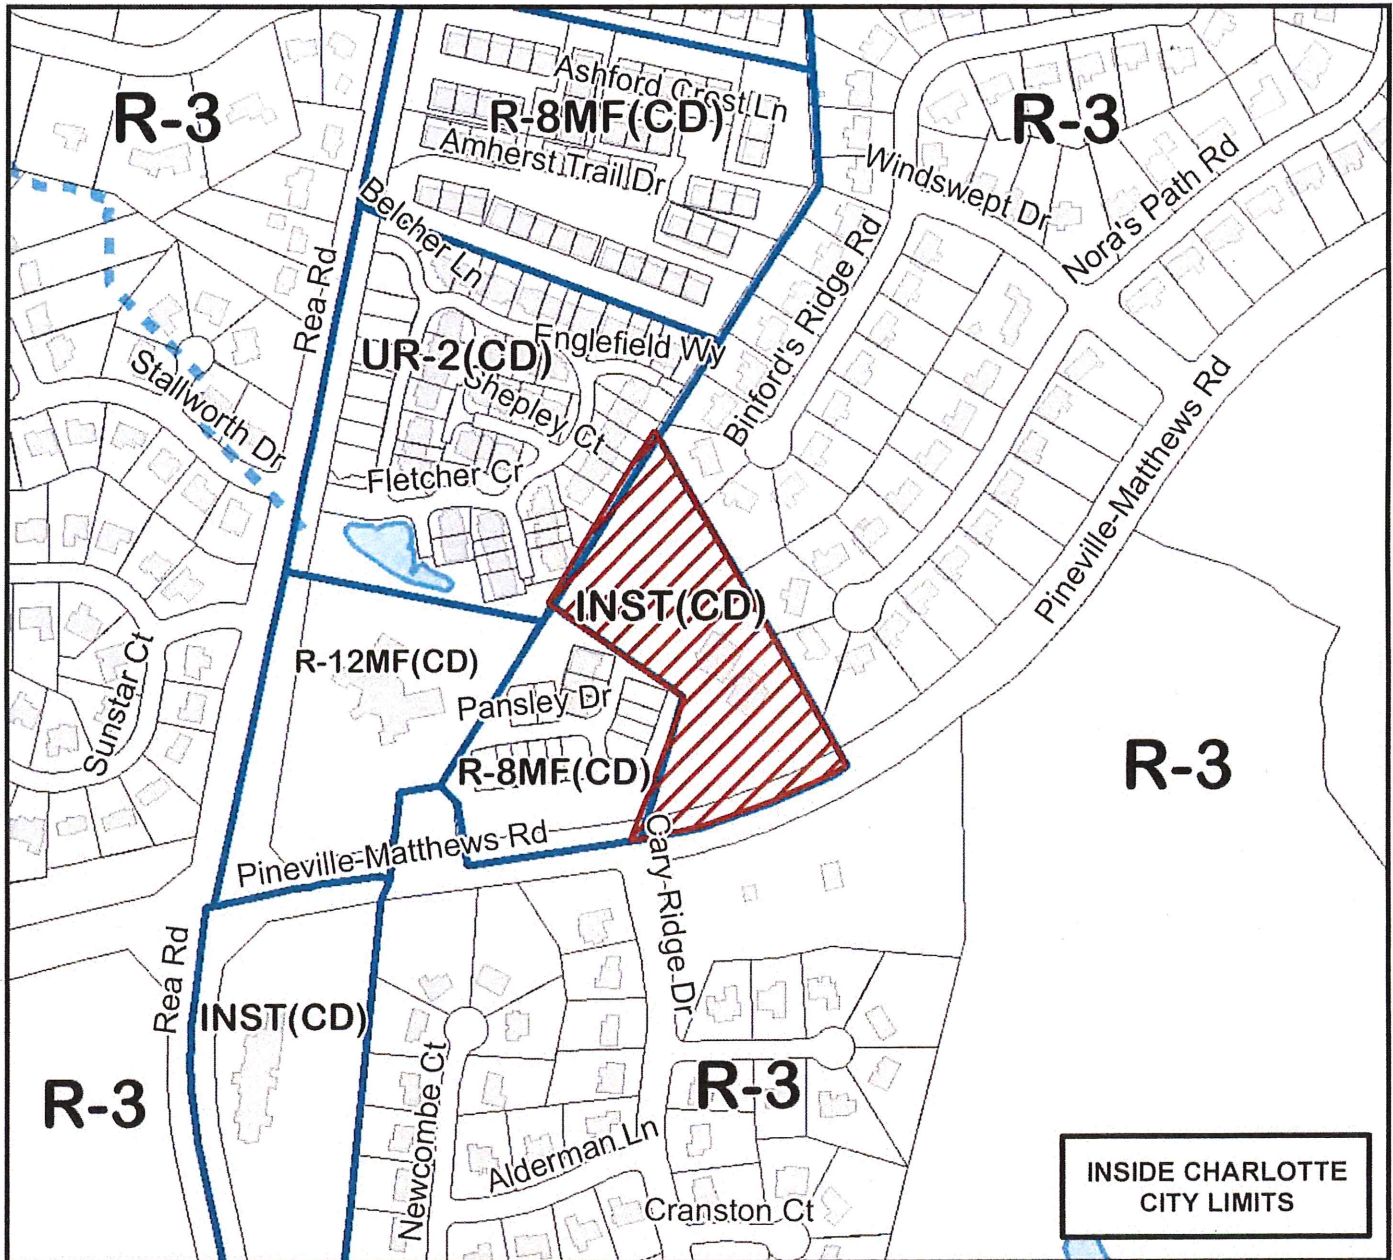 Ashford Crest Ln
R-3
R-8MF(CD)
R-3
Amherst Trail Dr
Windswept Dr
Nora's Path Rd
Belcher Ln
Rea Rd
Binford's Ridge Rd
Englefield Wy
UR-2(CD)
Shepley Ct
Stallworth Dr
Fletcher Cr
Pineville-Matthews Rd
INST(CD)
R-12MF(CD)
Sunstar Ct
Pansley Dr
R-8MF(CD)
R-3
Pineville-Matthews Rd
Cary Ridge Dr
Rea Rd
INST(CD)
R-3
R-3
Newcombe Ct
Alderman Ln
Cranston Ct
INSIDE CHARLOTTE
CITY LIMITS